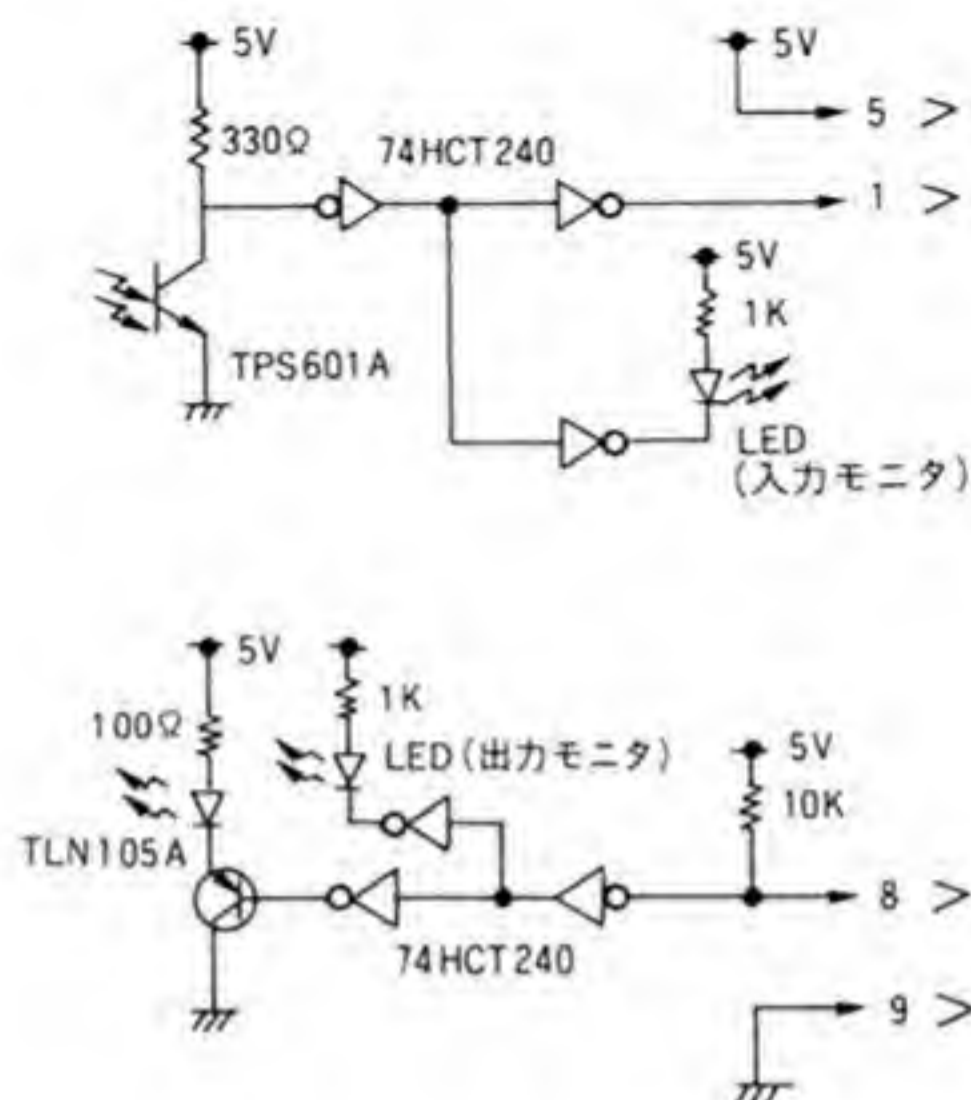 5V
5V
330Ω
74HCT240
5 >
1 >
5V
1K
TPS601A
LED
(入力モニタ)
5V
1K
100Ω
LED(出力モニタ)
5V
10K
TLN105A
8 >
74HCT240
9 >